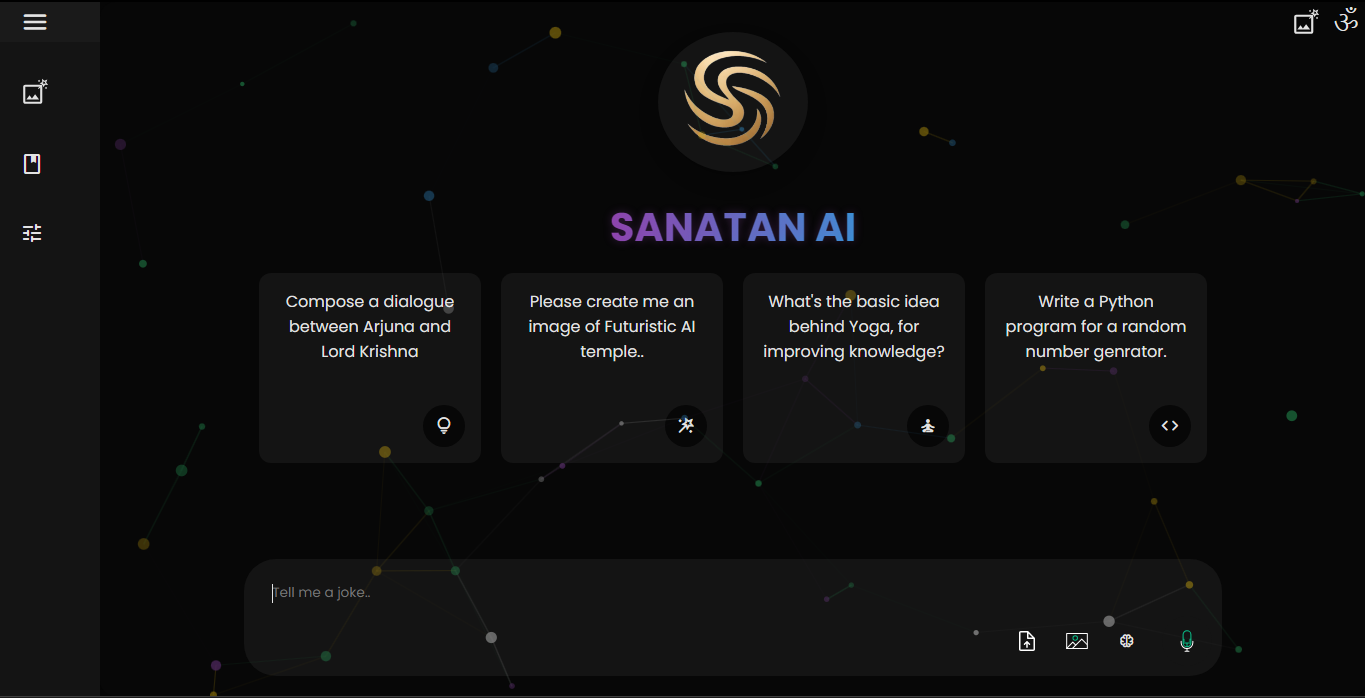 ॐ
SANATAN AI
Compose a dialogue
between Arjuna and
Lord Krishna
Please create me an
image of Futuristic AI
temple..
What's the basic idea
behind Yoga, for
improving knowledge?
Write a Python
program for a random
number genrator.
Tell me a joke..